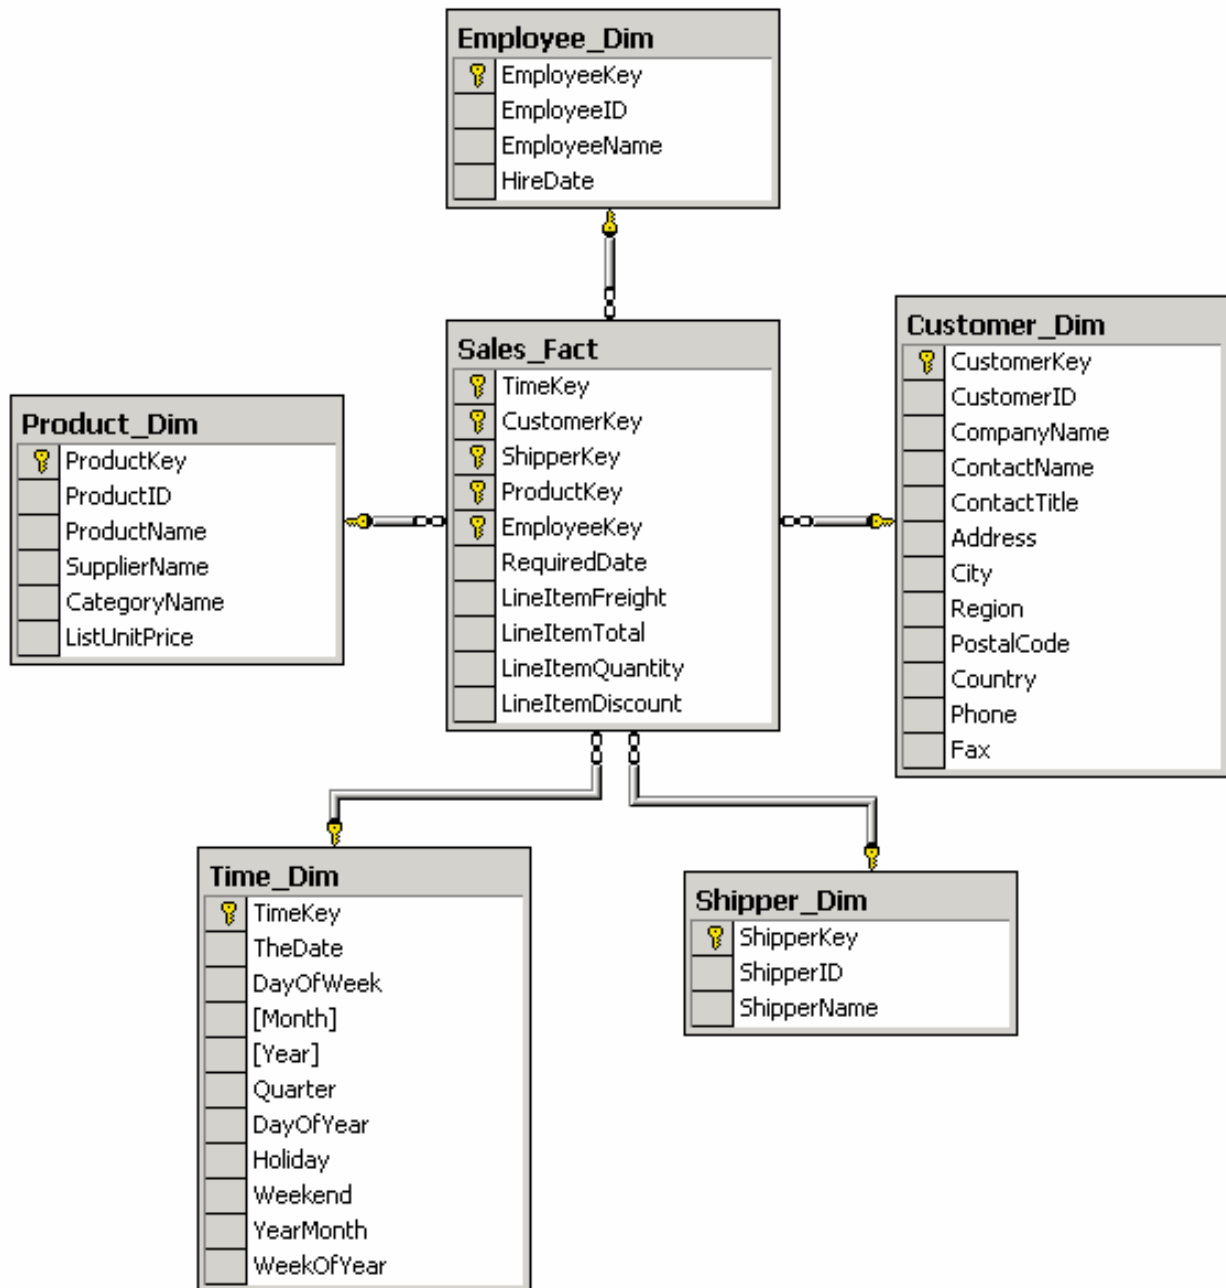 Employee_Dim
EmployeeKey
EmployeeID
EmployeeName
HireDate
Sales_Fact
TimeKey
CustomerKey
ShipperKey
ProductKey
EmployeeKey
RequiredDate
LineItemFreight
LineItemTotal
LineItemQuantity
LineItemDiscount
Customer_Dim
CustomerKey
CustomerID
CompanyName
ContactName
ContactTitle
Address
City
Region
PostalCode
Country
Phone
Fax
Product_Dim
ProductKey
ProductID
ProductName
SupplierName
CategoryName
ListUnitPrice
Time_Dim
TimeKey
TheDate
DayOfWeek
[Month]
[Year]
Quarter
DayOfYear
Holiday
Weekend
YearMonth
WeekOfYear
Shipper_Dim
ShipperKey
ShipperID
ShipperName